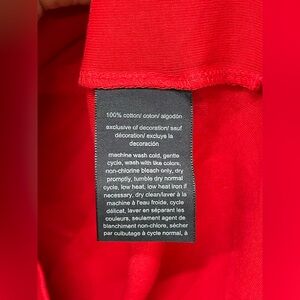 100% cotton/ coton/ algodón
exclusive of decoration/ sauf
décoration/ excluye la
decoración
machine wash cold, gentle
cycle, wash with like colors,
non-chlorine bleach only, dry
promptly, tumble dry normal
cycle, low heat, low heat iron if
necessary, dry clean/laver à la
machine à l'eau froide, cycle
délicat, laver en séparant les
couleurs, seulement agent de
blanchiment non-chlore, sécher
par culbutage à cycle normal, à